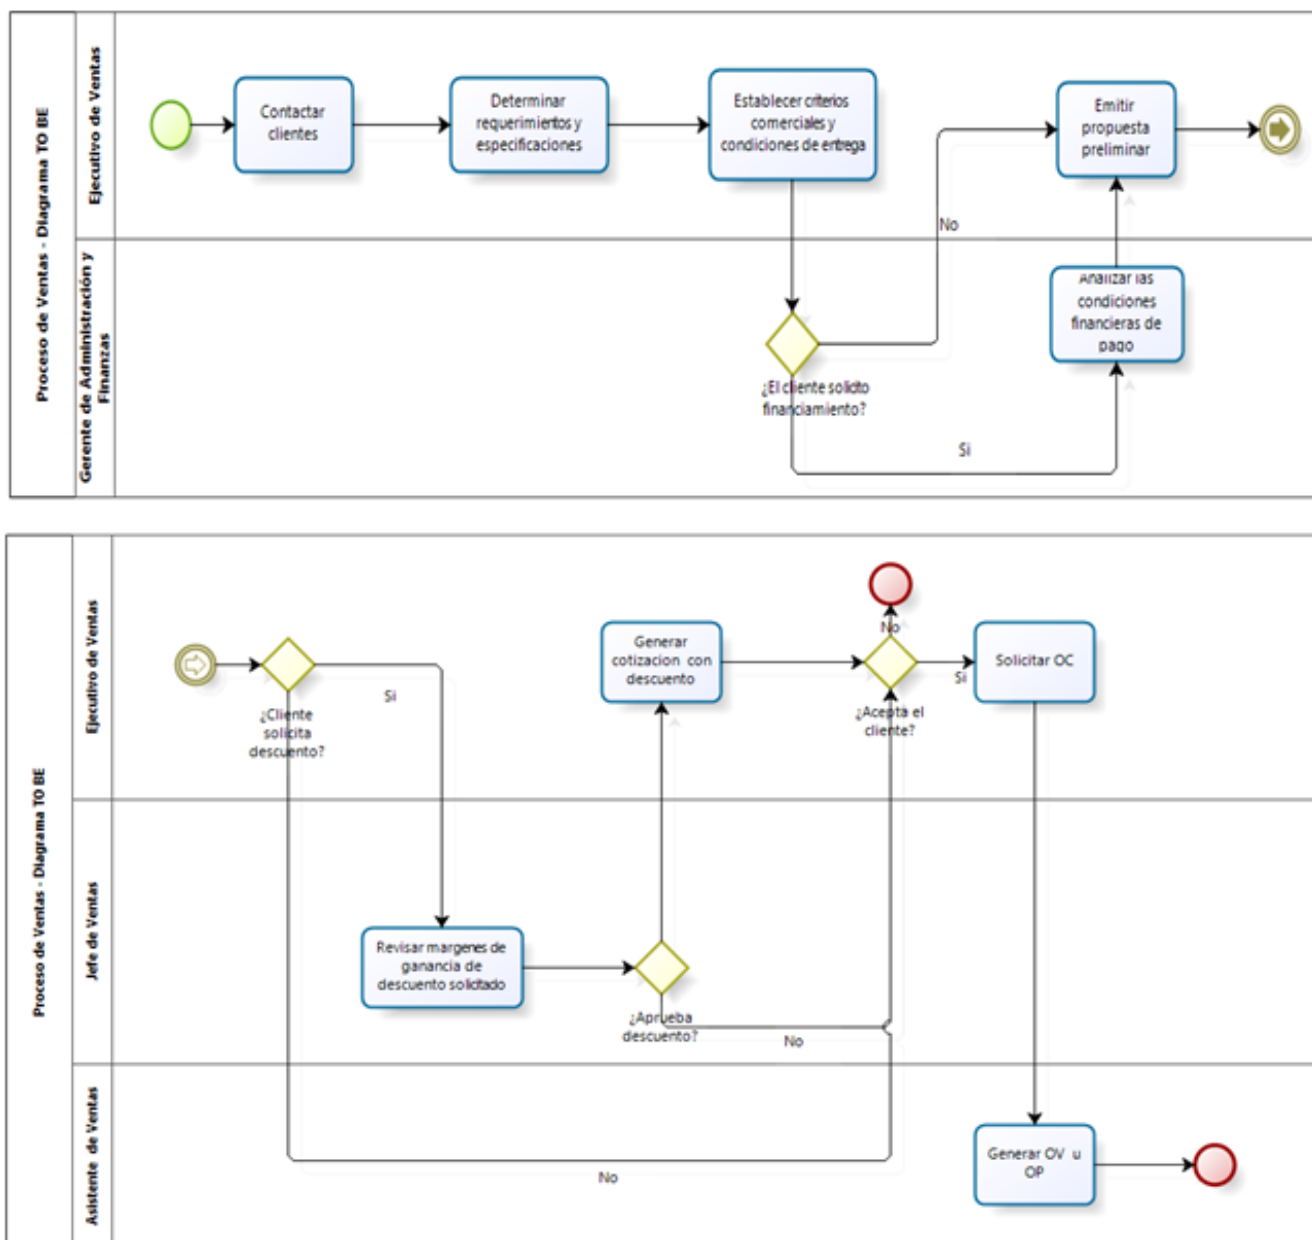 Proceso de Ventas - Diagrama TO BE
Ejecutivo de Ventas
Contactar
clientes
Determinar
requerimientos y
especificaciones
Establecer criterios
comerciales y
condiciones de entrega
Emitir
propuesta
preliminar
No
Gerente de Administración y
Finanzas
Analizar las
condiciones
financieras de
pago
¿El cliente solicito
financiamiento?
Si
Proceso de Ventas - Diagrama TO BE
Ejecutivo de Ventas
¿Cliente
solicita
descuento?
Si
Generar
cotizacion con
descuento
No
¿Acepta el
cliente?
Si
Solicitar OC
Jefe de Ventas
Revisar margenes de
ganancia de
descuento solicitado
¿Aprueba
descuento?
No
Asistente de Ventas
No
Generar OV u
OP